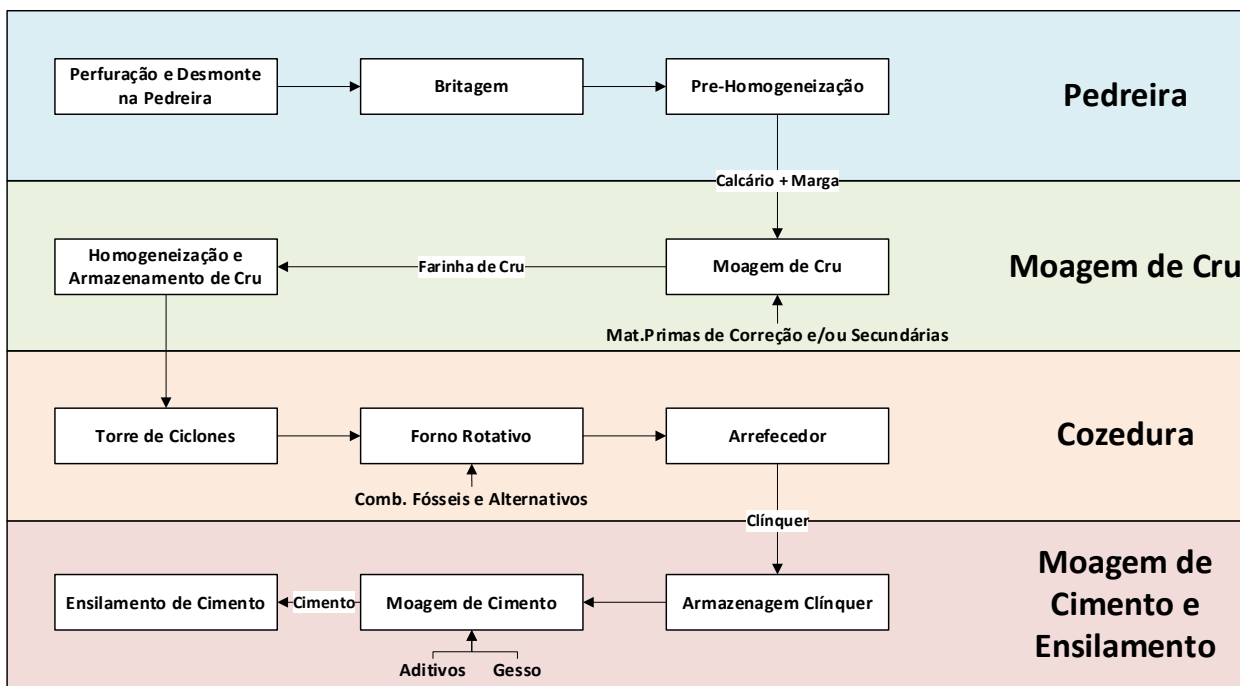 Perfuração e Desmonte
na Pedreira
Britagem
Pre-Homogeneização
Pedreira
Calcário + Marga
Homogeneização e
Armazenamento de Cru
Farinha de Cru
Moagem de Cru
Moagem de Cru
Mat.Primas de Correção e/ou Secundárias
Torre de Ciclones
Forno Rotativo
Arrefecedor
Cozedura
Comb. Fósseis e Alternativos
Clínquer
Ensilamento de Cimento
Cimento
Moagem de Cimento
Armazenagem Clínquer
Moagem de
Cimento e
Ensilamento
Aditivos
Gesso